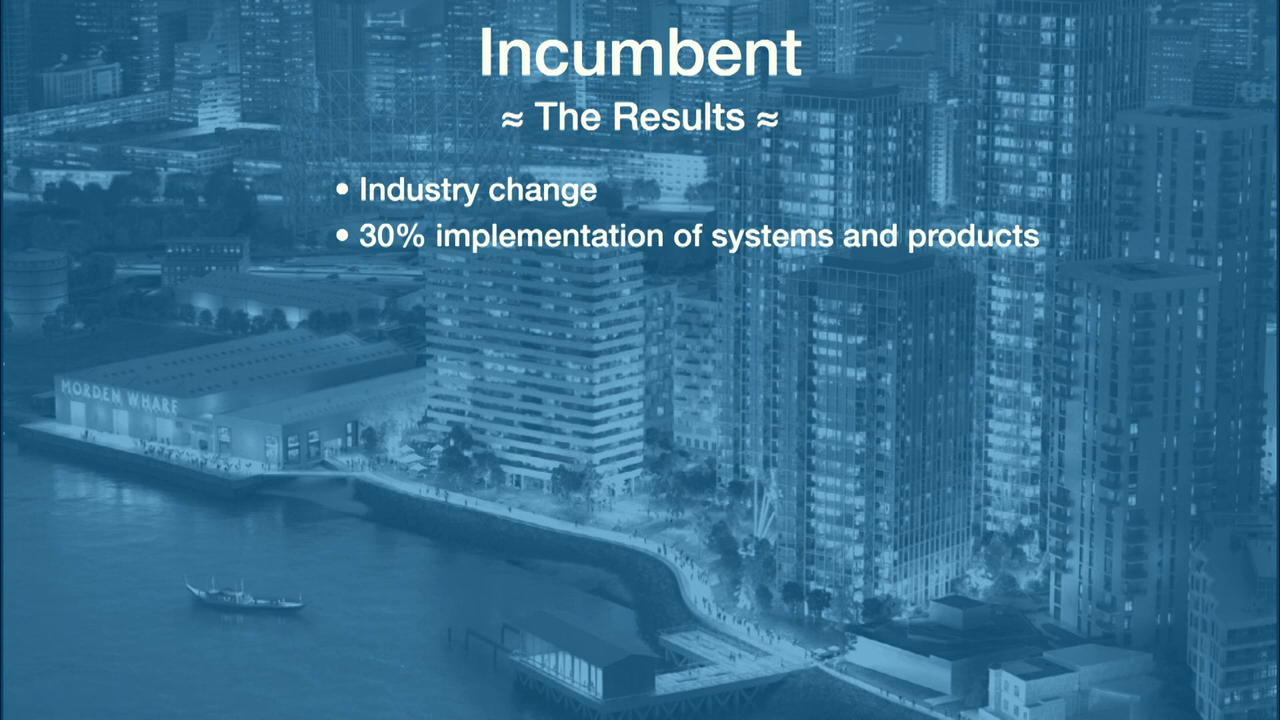 Incumbent
≈ The Results ≈
• Industry change
• 30% implementation of systems and products
MORDEN WHARF